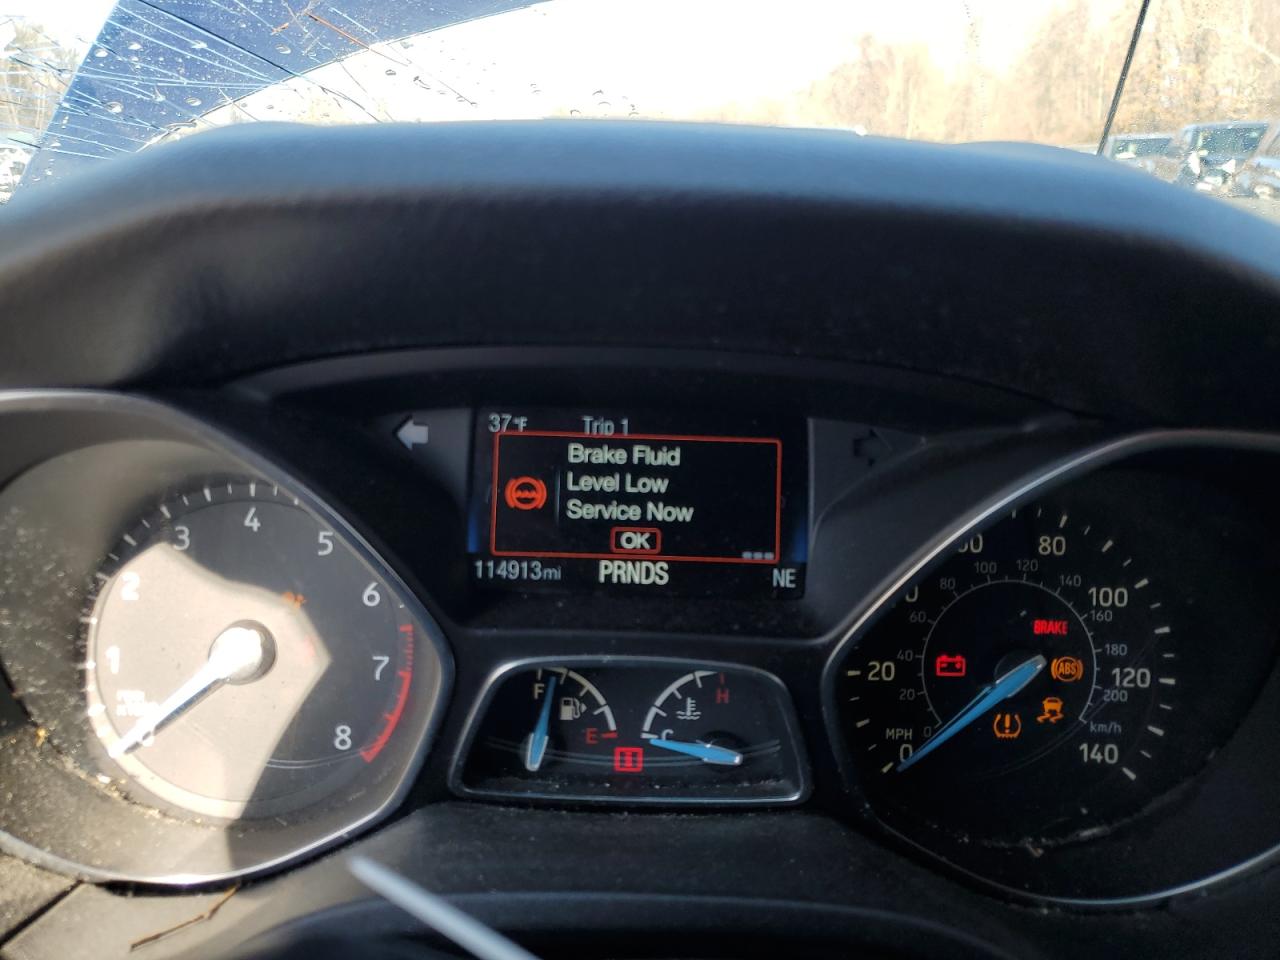 37°F Trip 1
Brake Fluid
Level Low
Service Now
OK
114913mi PRNDS NE
1
2
3
4
5
6
7
8
F
E
H
C
MPH
0
20
80
100
120
140
0
20
40
60
80
100
120
140
160
180
200
km/h
BRAKE
ABS